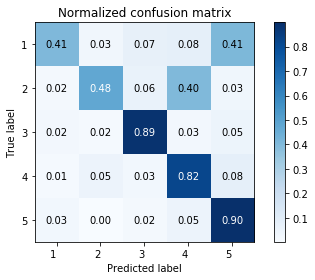 Normalized confusion matrix
1 0.41 0.03 0.07 0.08 0.41
2 0.02 0.48 0.06 0.40 0.03
3 0.02 0.02 0.89 0.03 0.05
4 0.01 0.05 0.03 0.82 0.08
5 0.03 0.00 0.02 0.05 0.90
1 2 3 4 5
True label
Predicted label
0.8
0.7
0.6
0.5
0.4
0.3
0.2
0.1